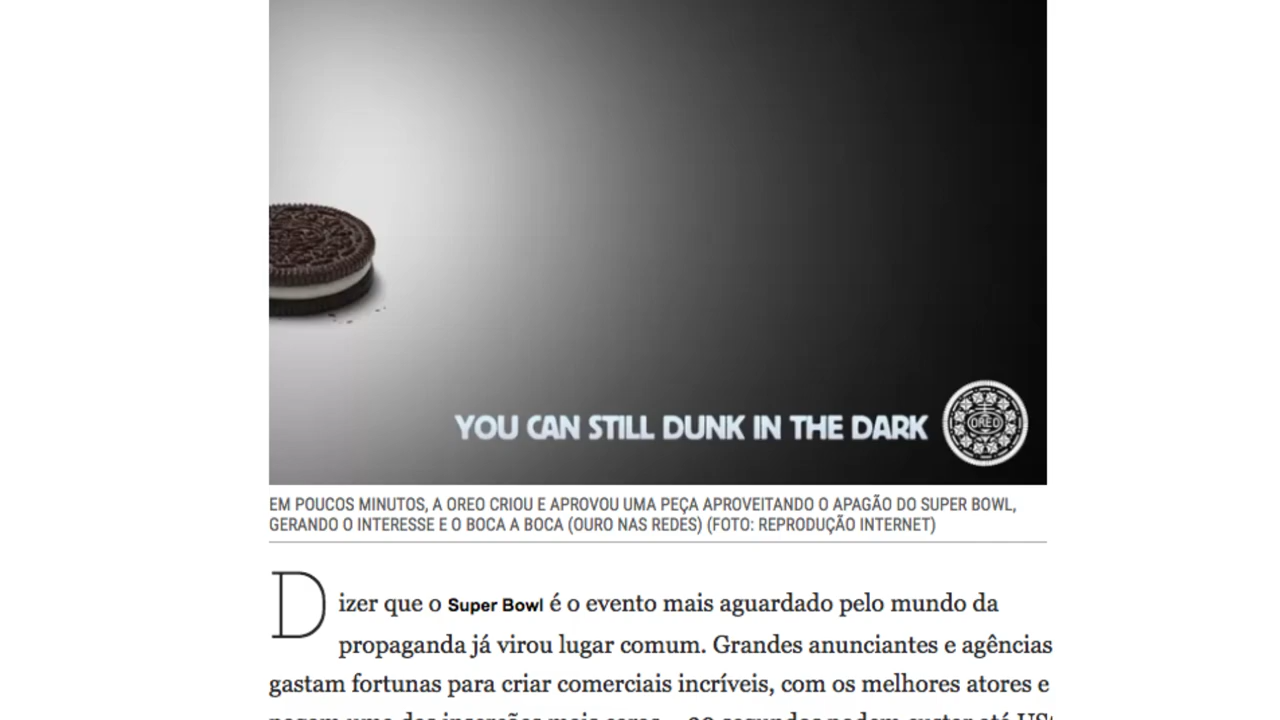 YOU CAN STILL DUNK IN THE DARK
OREO
EM POUCOS MINUTOS, A OREO CRIOU E APROVOU UMA PEÇA APROVEITANDO O APAGÃO DO SUPER BOWL,
GERANDO O INTERESSE E O BOCA A BOCA (OURO NAS REDES) (FOTO: REPRODUÇÃO INTERNET)
Dizer que o Super Bowl é o evento mais aguardado pelo mundo da
propaganda já virou lugar comum. Grandes anunciantes e agências
gastam fortunas para criar comerciais incríveis, com os melhores atores e